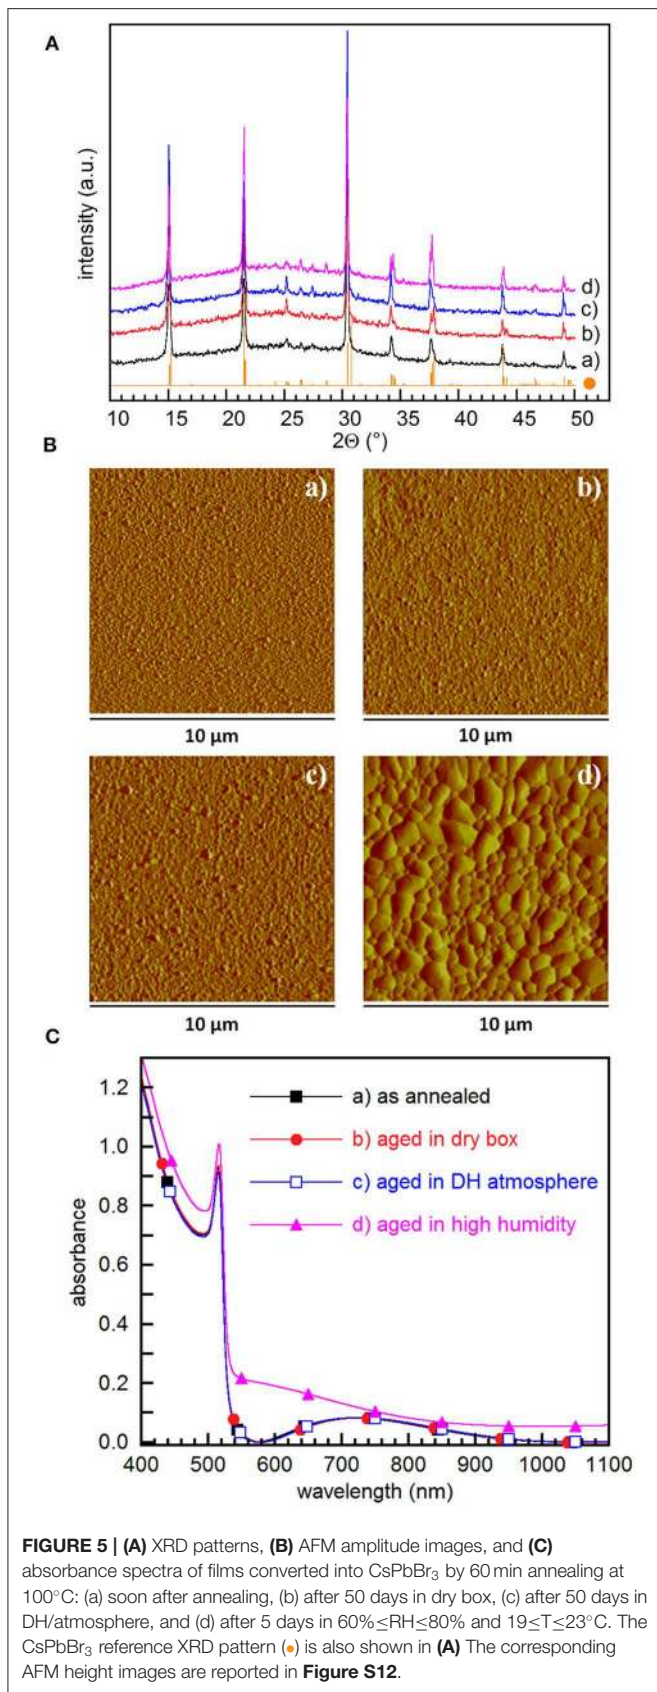 A
intensity (a.u.)
d)
c)
b)
a)
10 15 20 25 30 35 40 45 50
2Θ (°)
B
a)
b)
10 µm
10 µm
c)
d)
10 µm
10 µm
C
1.2
1.0
0.8
0.6
0.4
0.2
0.0
absorbance
a) as annealed
b) aged in dry box
c) aged in DH atmosphere
d) aged in high humidity
400 500 600 700 800 900 1000 1100
wavelength (nm)
FIGURE 5 | (A) XRD patterns, (B) AFM amplitude images, and (C)
absorbance spectra of films converted into CsPbBr₃ by 60 min annealing at
100°C: (a) soon after annealing, (b) after 50 days in dry box, (c) after 50 days in
DH/atmosphere, and (d) after 5 days in 60%≤RH≤80% and 19≤T≤23°C. The
CsPbBr₃ reference XRD pattern (●) is also shown in (A) The corresponding
AFM height images are reported in Figure S12.